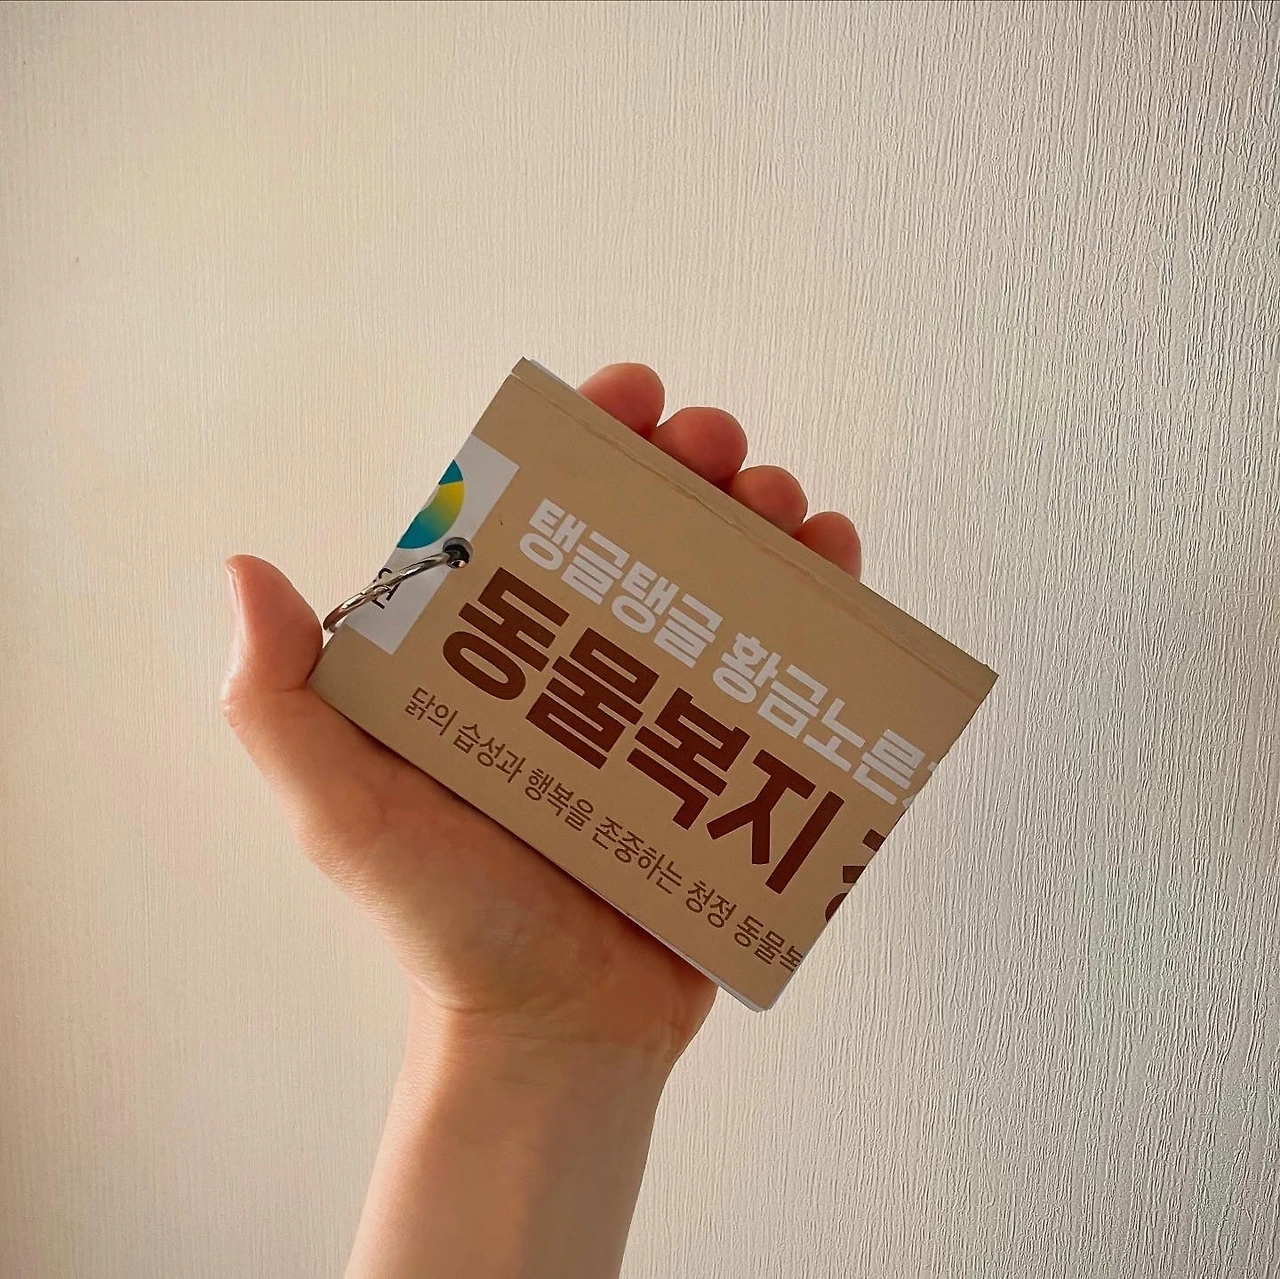 탱글탱글 황금노른
동물복지
닭의 습성과 행복을 존중하는 청정 동물복
연